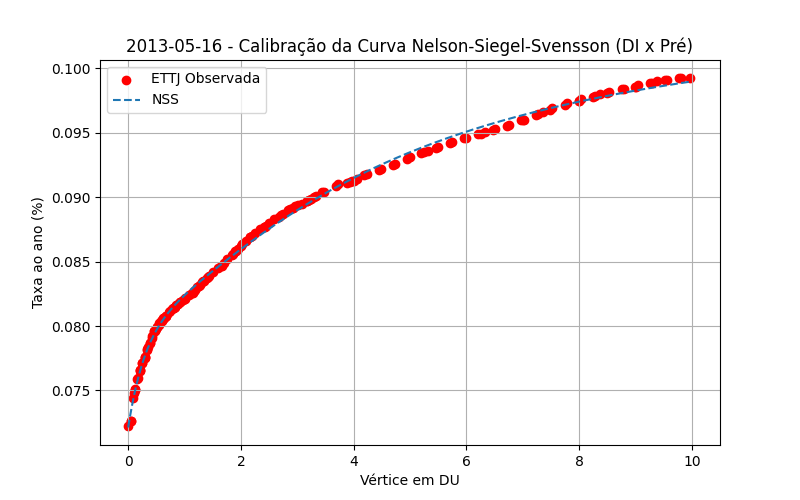 2013-05-16 - Calibração da Curva Nelson-Siegel-Svensson (DI x Pré)
ETTJ Observada
NSS
Taxa ao ano (%)
0.100
0.095
0.090
0.085
0.080
0.075
0 2 4 6 8 10
Vértice em DU